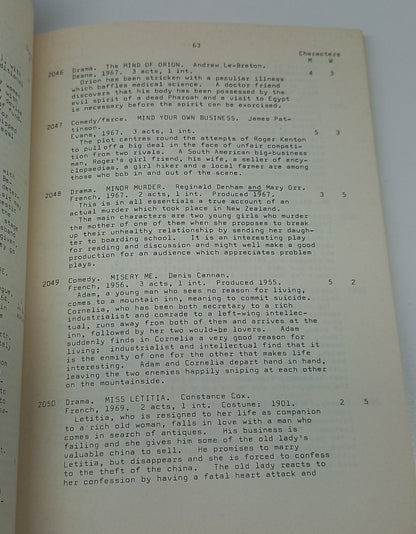 63
Characters
M W
2046 Drama. The MIND OF ORION. Andrew Le-Breton.
Deane, 1967. 3 acts, 1 int. 4 3
Orion has been stricken with a peculiar illness
which baffles medical science. A doctor friend
discovers that his body has been possessed by the
evil spirit of a dead Pharoah and a visit to Egypt
is necessary before the spirit can be exorcised.
2047 Comedy/farce. MIND YOUR OWN BUSINESS. James Pat-
tinson.
Evans, 1967. 3 acts, 1 int. 5 3
The plot centres round the attempts of Roger Kenton
to pull off a big deal in the face of unfair competi-
tion from two rivals. A South American big-business
man, Roger's girl friend, his wife, a seller of ency-
clopaedias, a girl hiker and a local farmer are among
those who bob in and out of the scene.
2048 Drama. MINOR MURDER. Reginald Denham and Mary Orr.
French, 1967. 2 acts, 1 int. Produced 1967. 3 5
This is in all essentials a true account of an
actual murder which took place in New Zealand.
The main characters are two young girls who murder
the mother of one of them when she proposes to break
up their unhealthy relationship by sending her daugh-
ter to boarding school. It is an interesting play
for reading and discussion and might well make a good
production for an audience which appreciates problem
plays.
2049 Comedy. MISERY ME. Denis Cannan.
French, 1956. 3 acts, 1 int. Produced 1955. 5 2
Adam, a young man who sees no reason for living,
comes to a mountain inn, meaning to commit suicide.
Cornelia, who has been both secretary to a rich
industrialist and comrade to a left-wing intellec-
tual, runs away from both of them and arrives at the
inn, followed by her two would-be lovers. Adam
suddenly finds in Cornelia a very good reason for
living; industrialist and intellectual find that it
is the enmity of one for the other that makes life
interesting. Adam and Cornelia depart hand in hand,
leaving the two enemies happily sniping at each other
on the mountainside.
2050 Drama. MISS LETITIA. Constance Cox.
French, 1969. 2 acts, 1 int. Costume: 1901. 2 5
Letitia, who is resigned to her life as companion
to a rich old woman, falls in love with a man who
comes in search of antiques. His business is
failing and she gives him some of the old lady's
valuable china to sell. He promises to marry
Letitia, but disappears and she is forced to confess
to the theft of the china. The old lady reacts to
her confession by having a fatal heart attack and